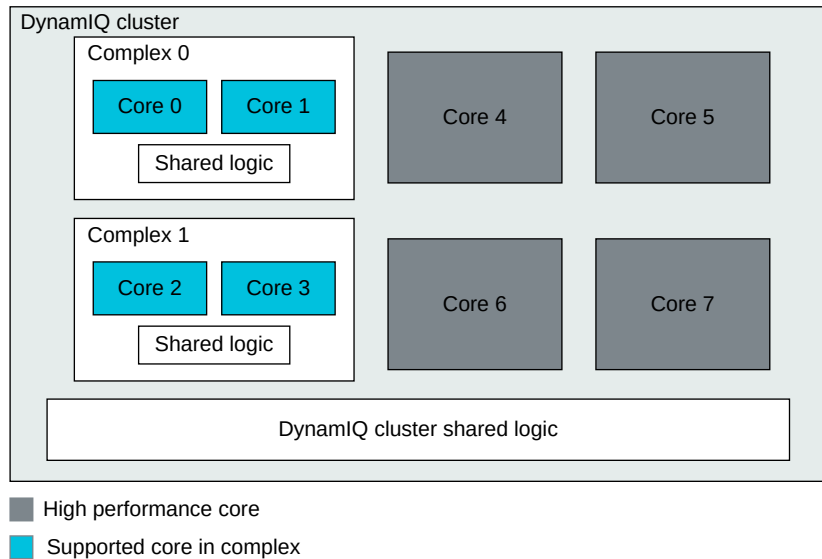 DynamIQ cluster
Complex 0
Core 0
Core 1
Shared logic
Core 4
Core 5
Complex 1
Core 2
Core 3
Shared logic
Core 6
Core 7
DynamIQ cluster shared logic
High performance core
Supported core in complex